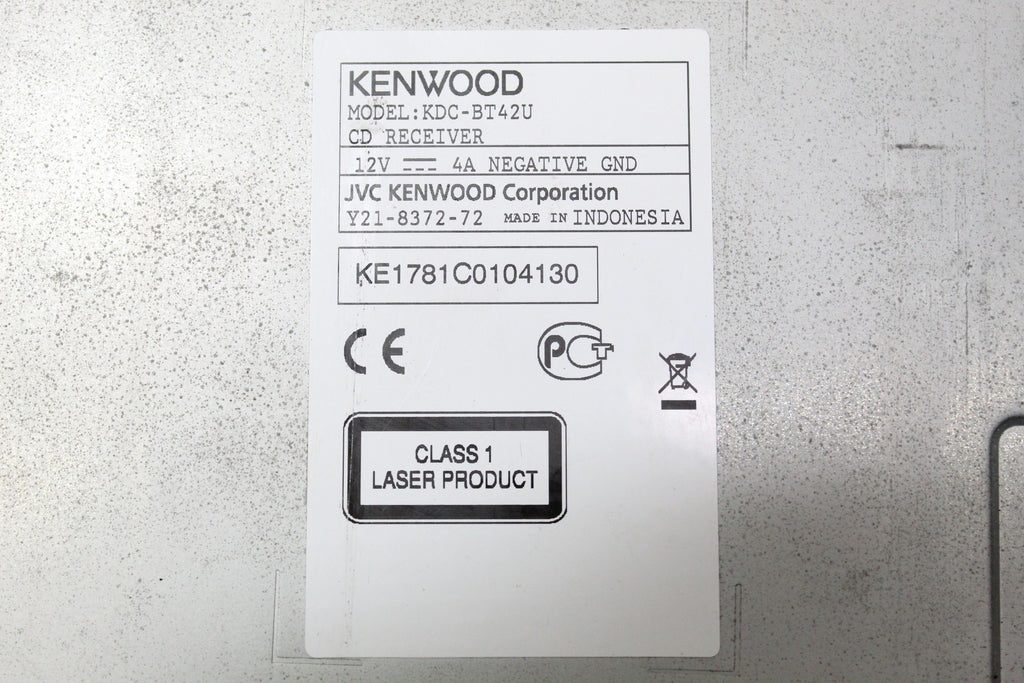 KENWOOD
MODEL:KDC-BT42U
CD RECEIVER
12V ⎓ 4A NEGATIVE GND
JVC KENWOOD Corporation
Y21-8372-72 MADE IN INDONESIA
KE1781C0104130
CE
PCT
CLASS 1
LASER PRODUCT